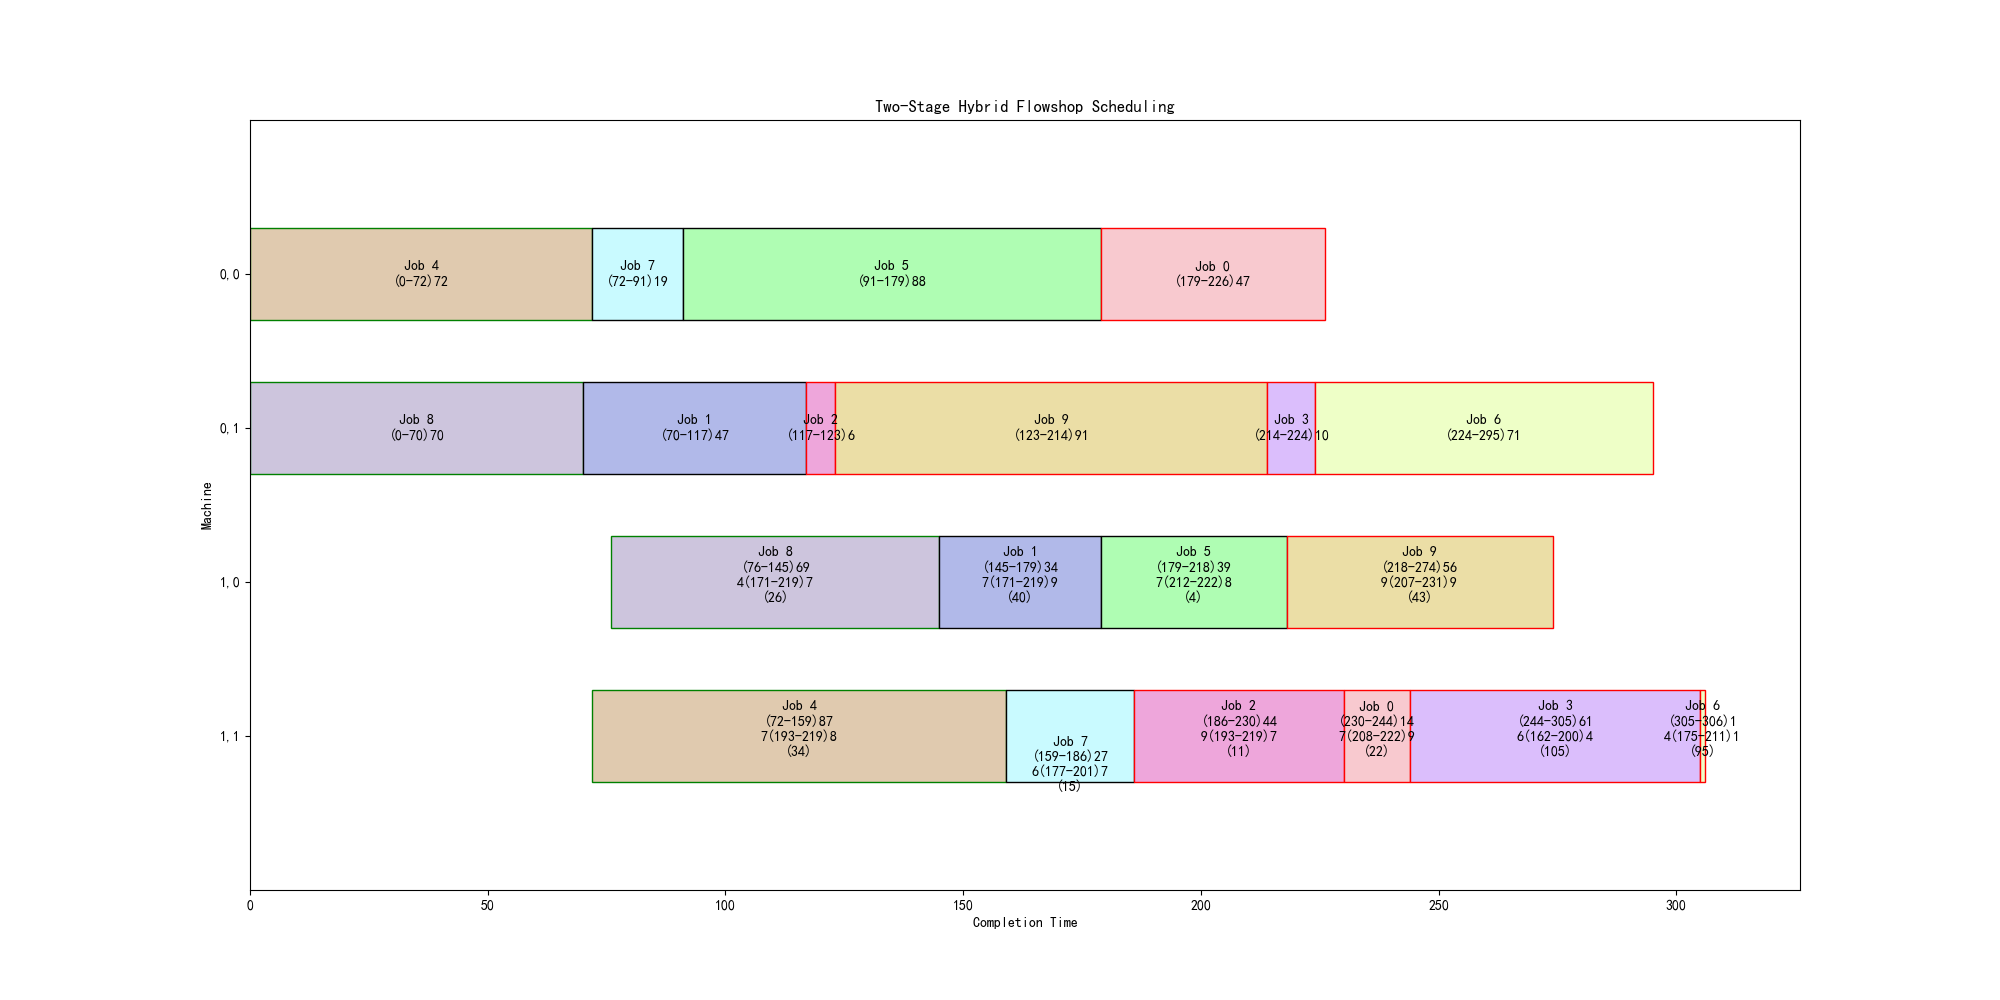 Two-Stage Hybrid Flowshop Scheduling
0,0
Job 4
(0-72)72
Job 7
(72-91)19
Job 5
(91-179)88
Job 0
(179-226)47
0,1
Job 8
(0-70)70
Job 1
(70-117)47
Job 2
(117-123)6
Job 9
(123-214)91
Job 3
(214-224)10
Job 6
(224-295)71
Machine
1,0
Job 8
(76-145)69
4(171-219)7
(26)
Job 1
(145-179)34
7(171-219)9
(40)
Job 5
(179-218)39
7(212-222)8
(4)
Job 9
(218-274)56
9(207-231)9
(43)
1,1
Job 4
(72-159)87
7(193-219)8
(34)
Job 7
(159-186)27
6(177-201)7
(15)
Job 2
(186-230)44
9(193-219)7
(11)
Job 0
(230-244)14
7(208-222)9
(22)
Job 3
(244-305)61
6(162-200)4
(105)
Job 6
(305-306)1
4(175-211)1
(95)
0 50 100 150 200 250 300
Completion Time